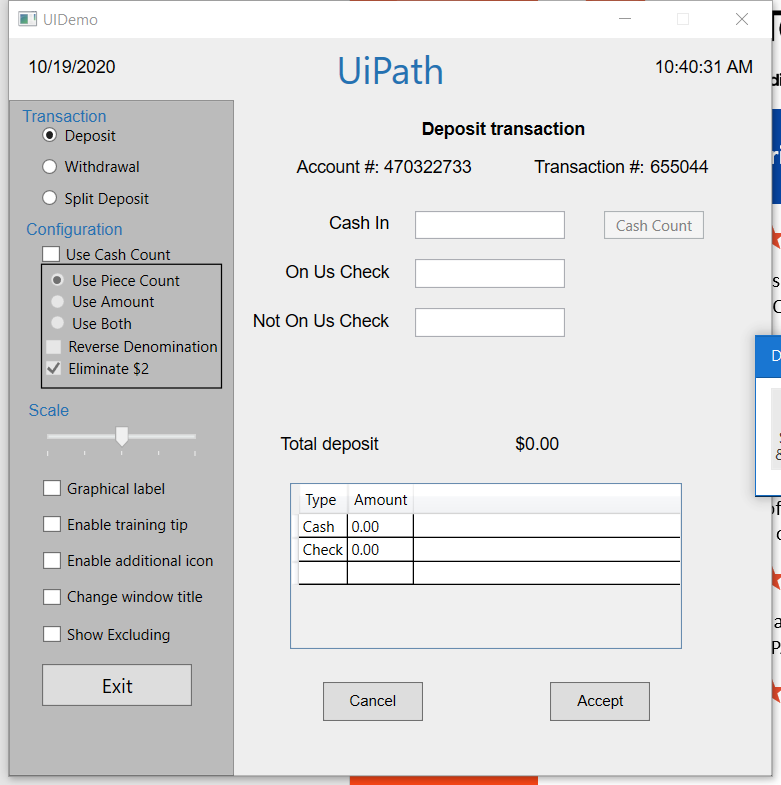 UIDemo
10/19/2020
UiPath
10:40:31 AM
Transaction
Deposit
Withdrawal
Split Deposit
Configuration
Use Cash Count
Use Piece Count
Use Amount
Use Both
Reverse Denomination
Eliminate $2
Scale
Graphical label
Enable training tip
Enable additional icon
Change window title
Show Excluding
Exit
Deposit transaction
Account #: 470322733 Transaction #: 655044
Cash In
Cash Count
On Us Check
Not On Us Check
Total deposit $0.00
Type Amount
Cash 0.00
Check 0.00
Cancel Accept